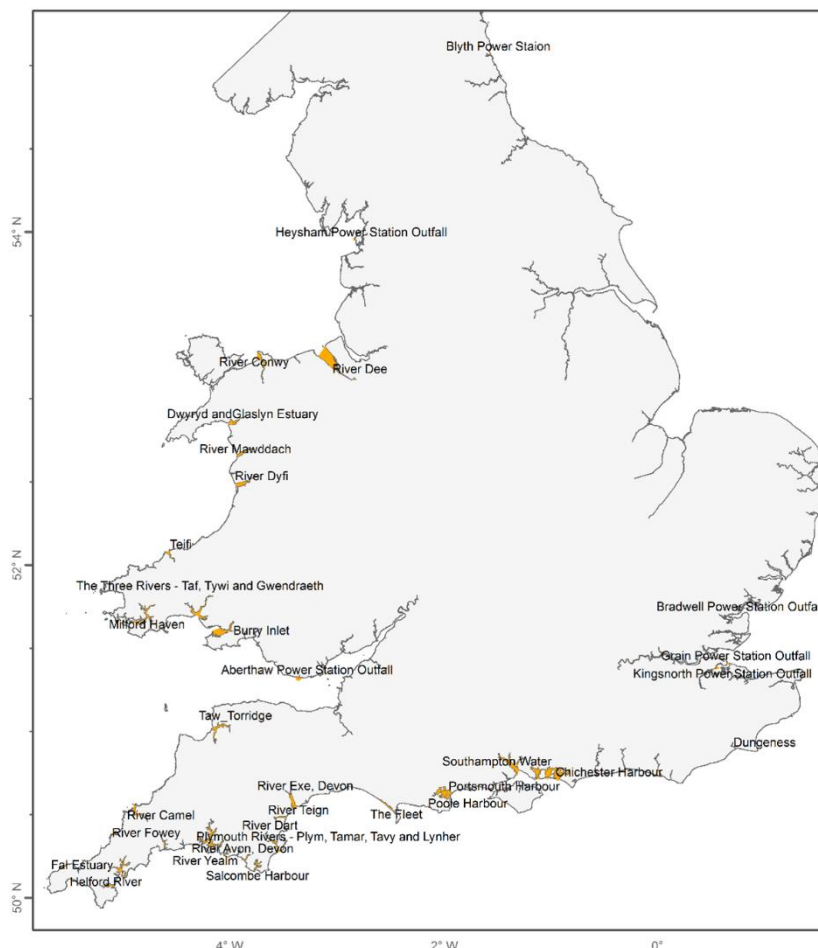 Blyth Power Staion
54° N
Heysham Power Station Outfall
River Conwy
River Dee
Dwyryd andGlaslyn Estuary
River Mawddach
River Dyfi
52° N
Teifi
The Three Rivers - Taf, Tywi and Gwendraeth
Bradwell Power Station Outfa
Milford Haven
Burry Inlet
Grain Power Station Outfall
Aberthaw Power Station Outfall
Kingsnorth Power Station Outfall
Taw_Torridge
Dungeness
Southampton Water
Chichester Harbour
River Exe, Devon
Portsmouth Harbour
Poole Harbour
River Teign
The Fleet
River Camel
River Dart
River Fowey
Plymouth Rivers - Plym, Tamar, Tavy and Lynher
River Avon, Devon
River Yealm
Fal Estuary
Salcombe Harbour
Helford River
50° N
4° W
2° W
0°